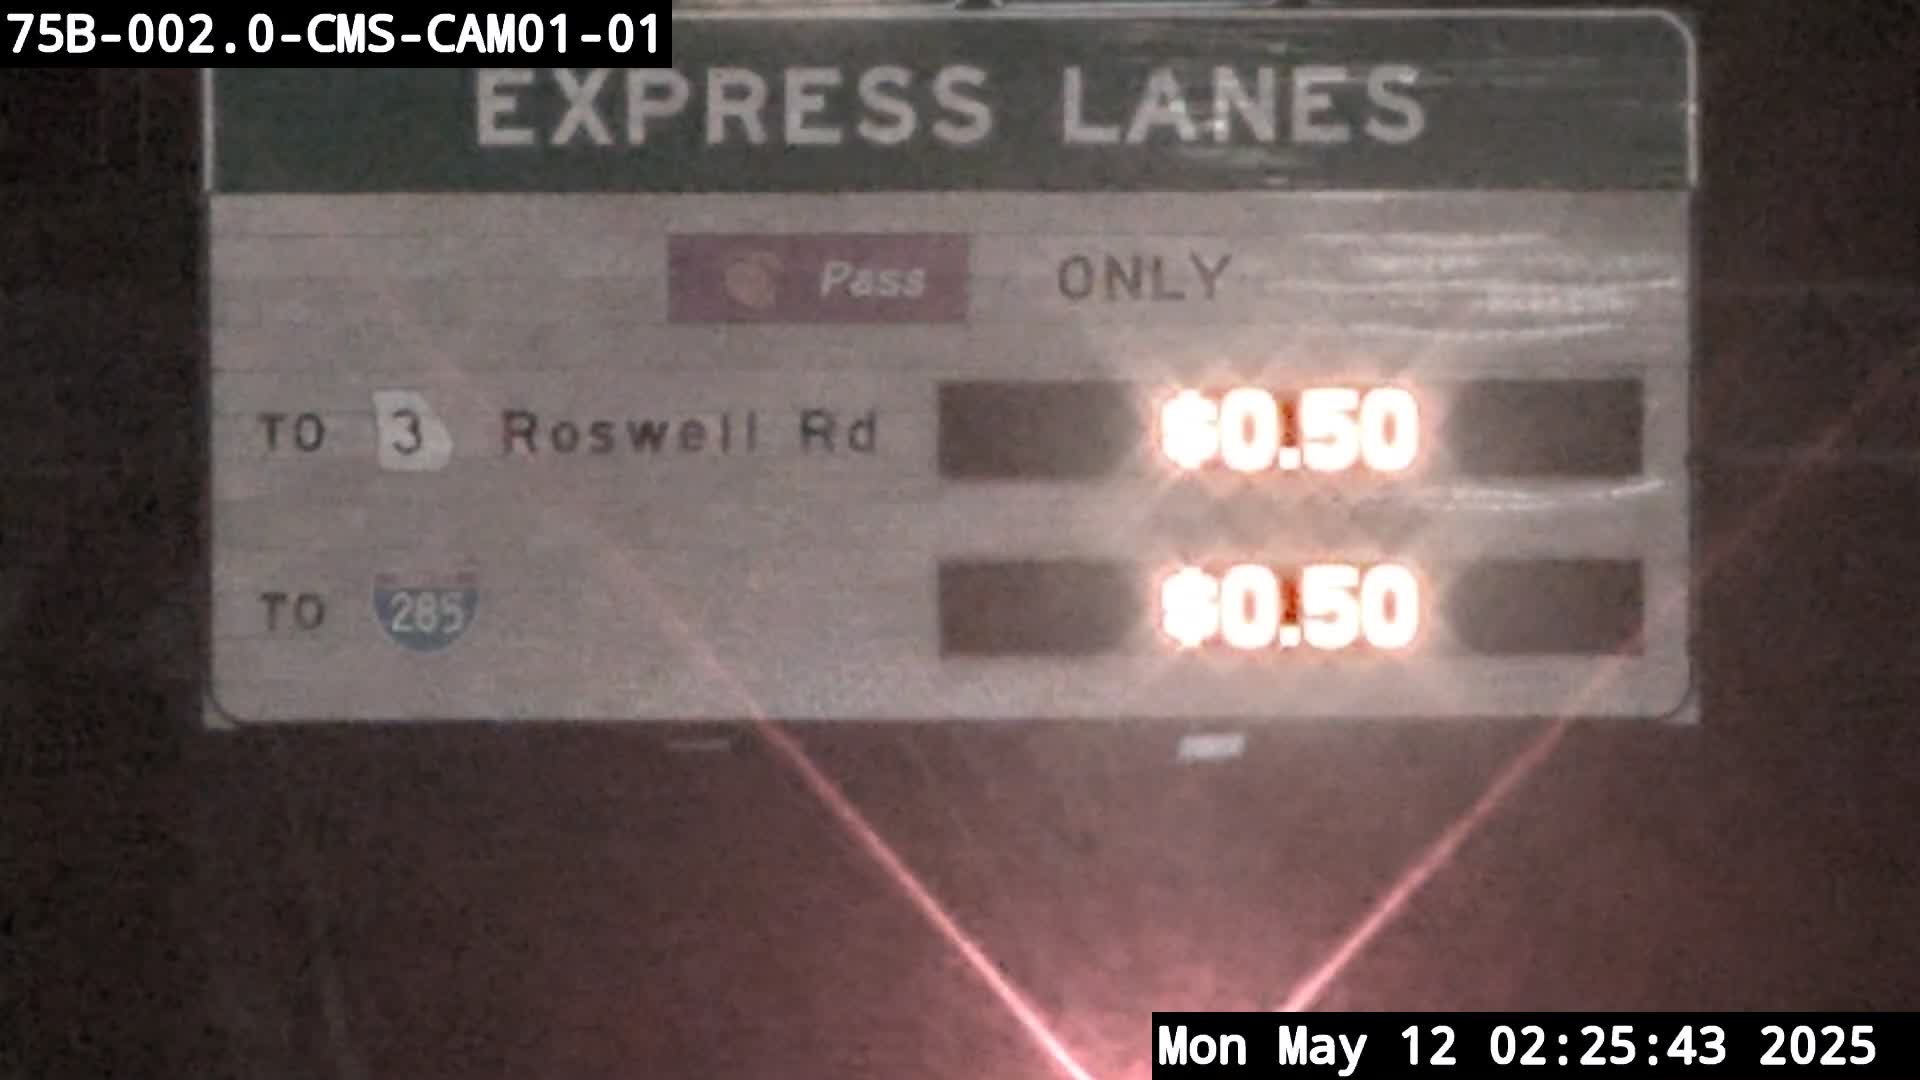 75B-002.0-CMS-CAM01-01
EXPRESS LANES
Pass ONLY
TO 3 Roswell Rd $0.50
TO 285 $0.50
Mon May 12 02:25:43 2025